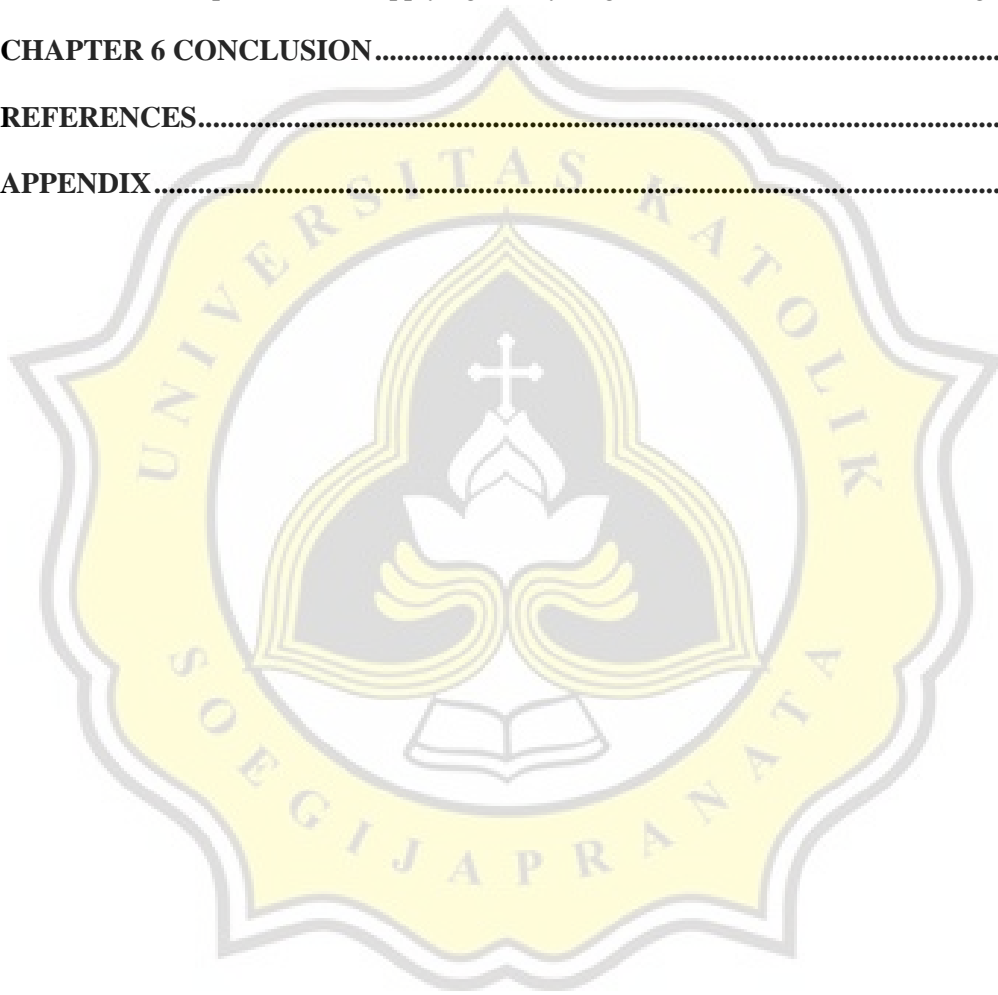 CHAPTER 6 CONCLUSION
REFERENCES
APPENDIX
UNIVERSITAS KATOLIK
SOEGIJAPRANATA